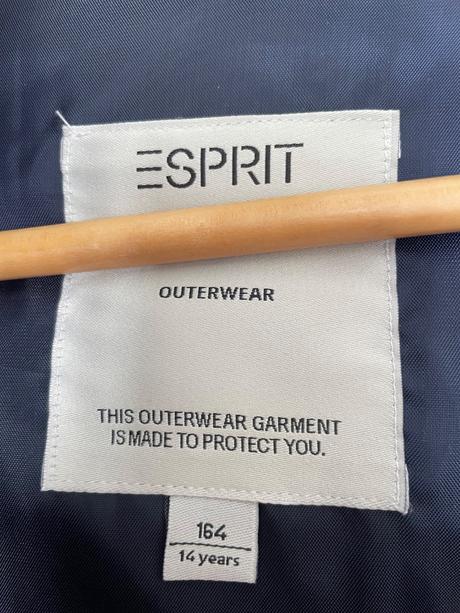 ESPRIT
OUTERWEAR
THIS OUTERWEAR GARMENT
IS MADE TO PROTECT YOU.
164
14 years